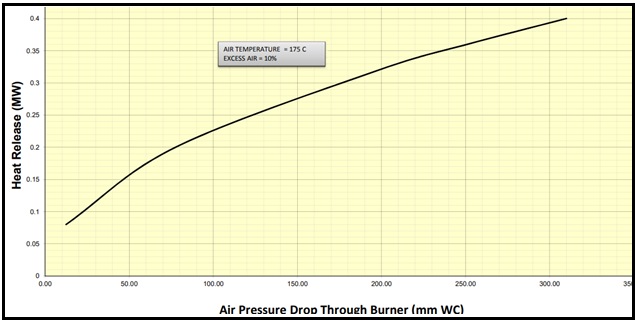 0.4
0.35
0.3
0.25
0.2
0.15
0.1
0.05
0
Heat Release (MW)
AIR TEMPERATURE = 175 C
EXCESS AIR = 10%
0.00 50.00 100.00 150.00 200.00 250.00 300.00 35
Air Pressure Drop Through Burner (mm WC)